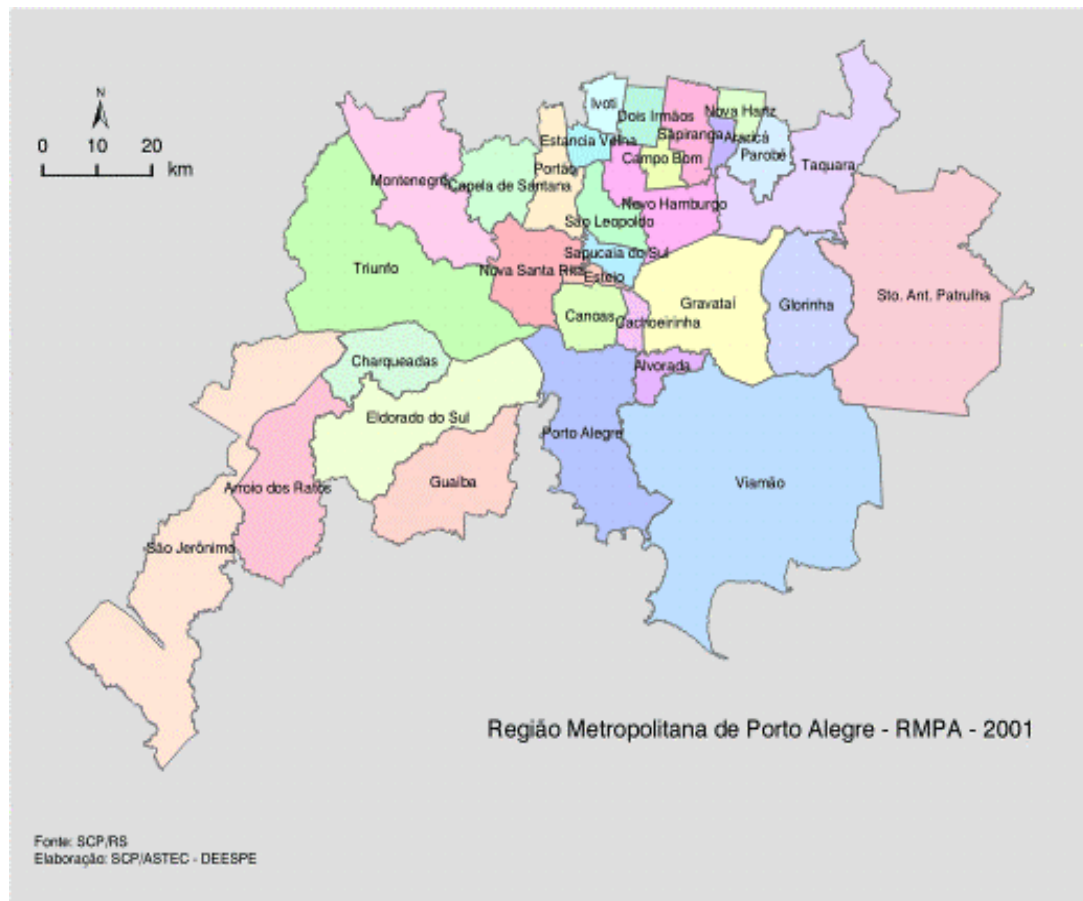 N
0 10 20
km
Ivoti
Dois Irmãos
Nova Hartz
Estancia Velha
Sapiranga
Araricá
Campo Bom
Parobé
Portão
Taquara
Montenegro
Capela de Santana
Novo Hamburgo
São Leopoldo
Sapucaia do Sul
Triunfo
Nova Santa Rita
Esteio
Gravataí
Glorinha
Sto. Ant. Patrulha
Canoas
Cachoeirinha
Charqueadas
Alvorada
Eldorado do Sul
Porto Alegre
Guaíba
Viamão
Arroio dos Ratos
São Jerônimo
Região Metropolitana de Porto Alegre - RMPA - 2001
Fonte: SCP/RS
Elaboração: SCP/ASTEC - DEESPE